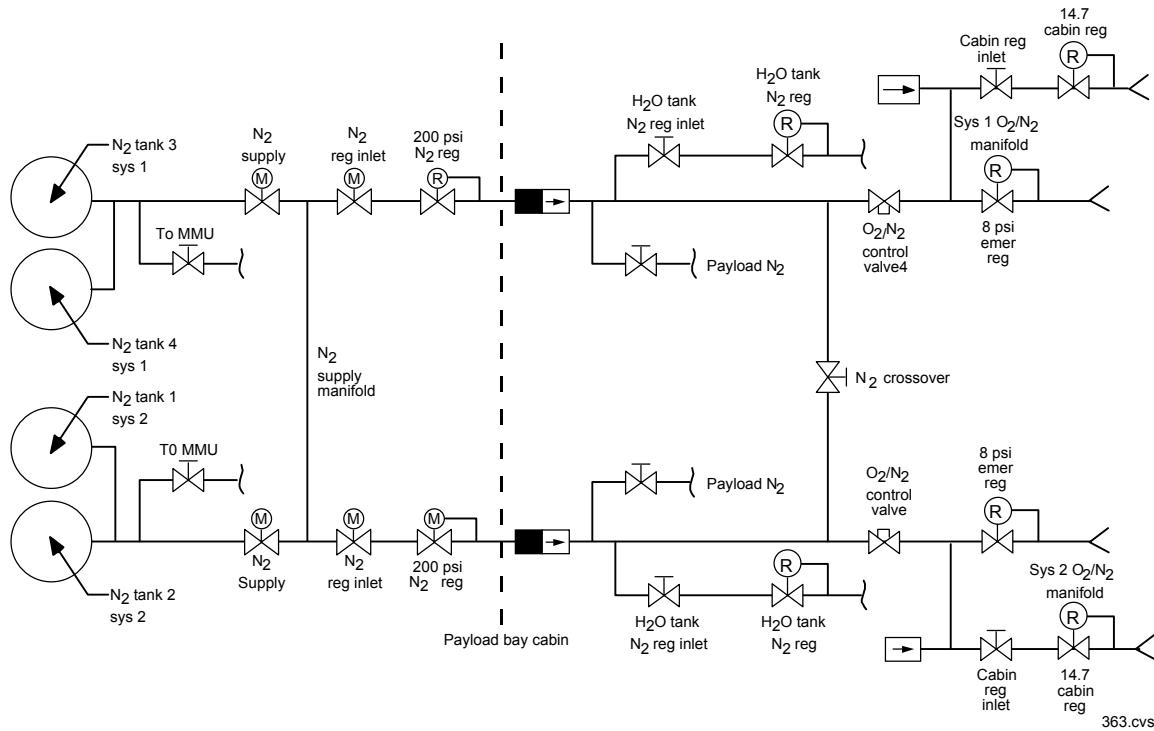 14.7
cabin reg
R
Cabin reg
inlet
H2O tank
N2 reg
R
H2O tank
N2 reg inlet
Sys 1 O2/N2
manifold
R
8 psi
emer
reg
N2 tank 3
sys 1
N2
supply
M
N2
reg inlet
M
200 psi
N2 reg
R
To MMU
O2/N2
control
valve4
Payload N2
N2 tank 4
sys 1
N2
supply
manifold
N2 crossover
N2 tank 1
sys 2
T0 MMU
Payload N2
O2/N2
control
valve
8 psi
emer
reg
R
M
N2
Supply
M
N2
reg inlet
M
200 psi
N2 reg
N2 tank 2
sys 2
Payload bay cabin
H2O tank
N2 reg inlet
R
H2O tank
N2 reg
Sys 2 O2/N2
manifold
R
Cabin
reg
inlet
14.7
cabin
reg
363.cvs